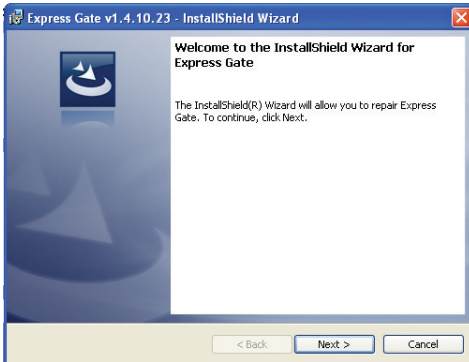 Express Gate v1.4.10.23 - InstallShield Wizard
Welcome to the InstallShield Wizard for
Express Gate
The InstallShield(R) Wizard will allow you to repair Express
Gate. To continue, click Next.
< Back
Next >
Cancel